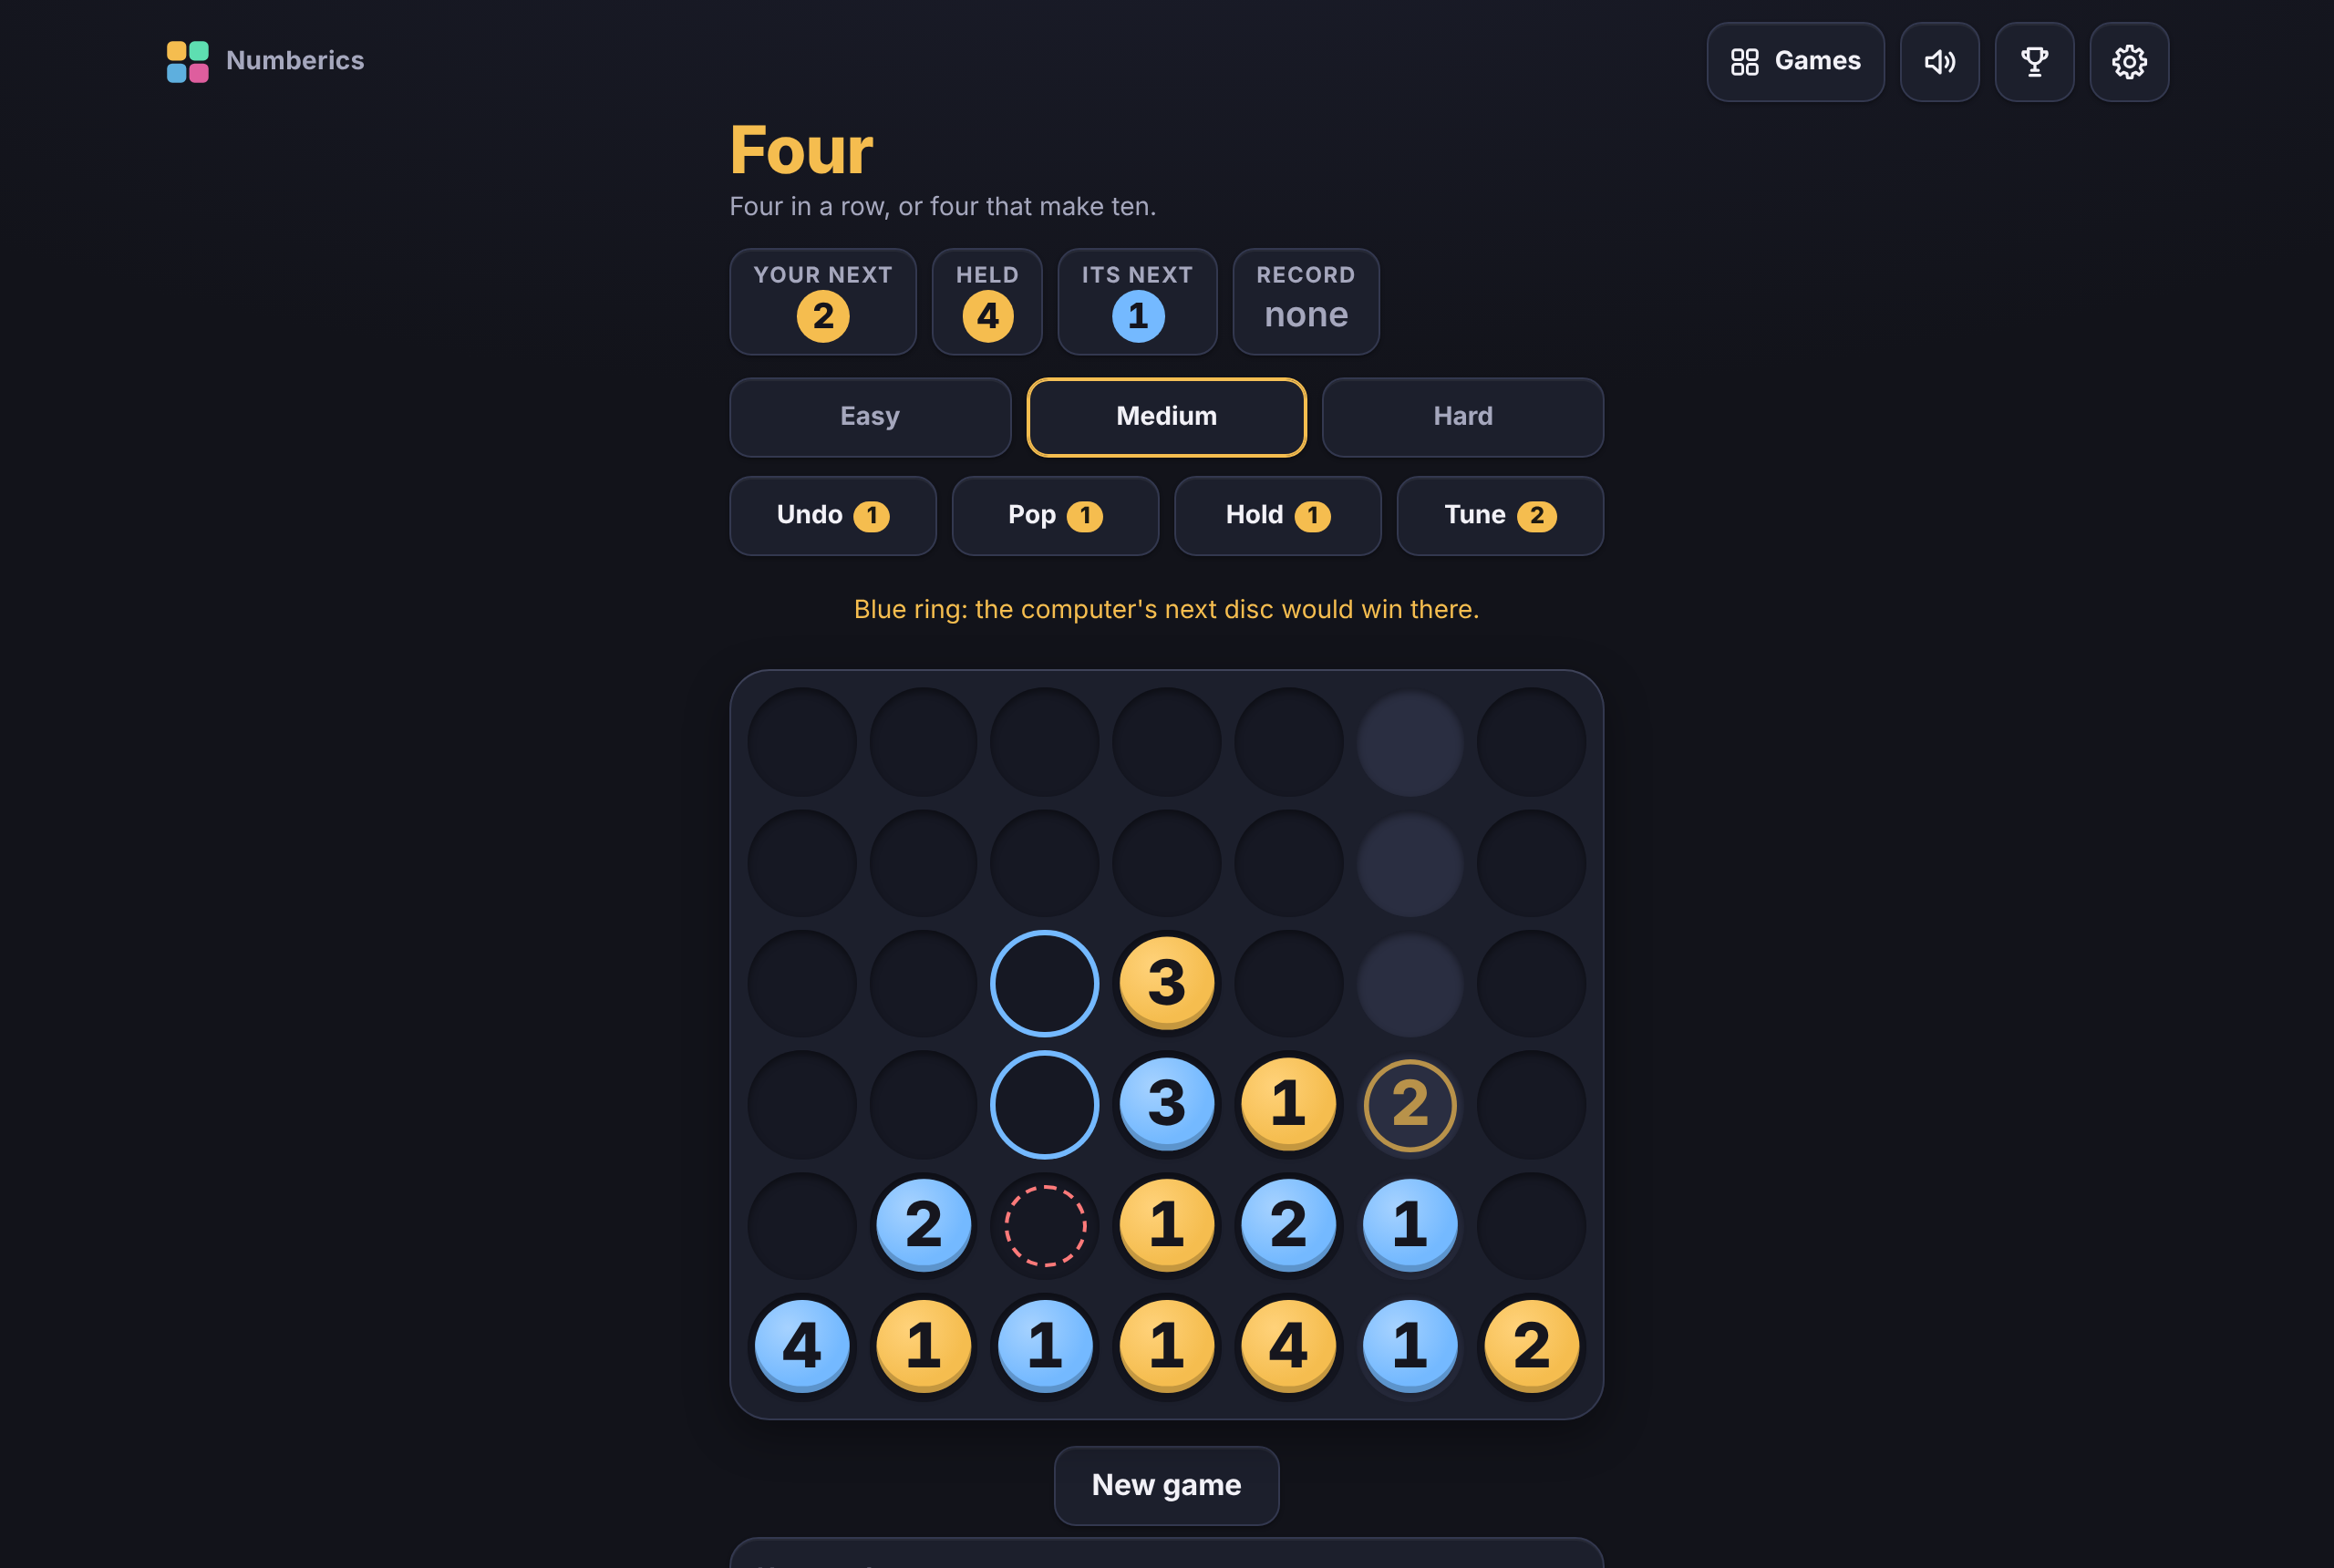 Numberics
Games
Four
Four in a row, or four that make ten.
YOUR NEXT
2
HELD
4
ITS NEXT
1
RECORD
none
Easy
Medium
Hard
Undo 1
Pop 1
Hold 1
Tune 2
Blue ring: the computer's next disc would win there.
3
3 1 2
2 1 2 1
4 1 1 1 4 1 2
New game